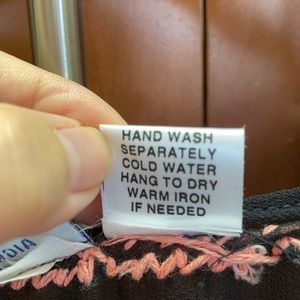 HAND WASH
SEPARATELY
COLD WATER
HANG TO DRY
WARM IRON
IF NEEDED